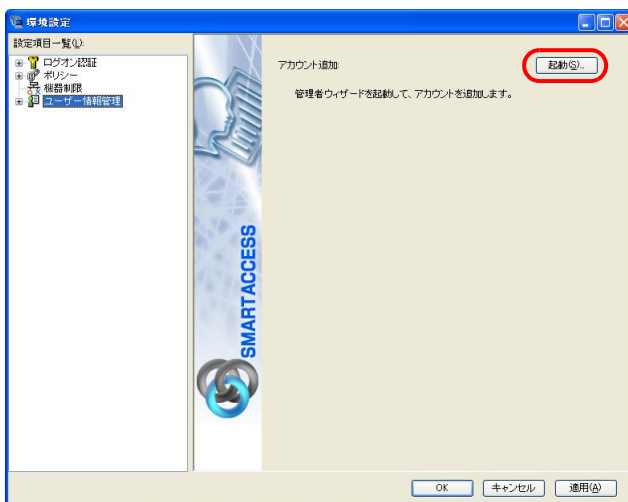 環境設定
設定項目一覧(L):
ログオン認証
ポリシー
機器制限
ユーザー情報管理
アカウント追加:
起動(S)...
管理者ウィザードを起動して、アカウントを追加します。
SMARTACCESS
OK
キャンセル
適用(A)